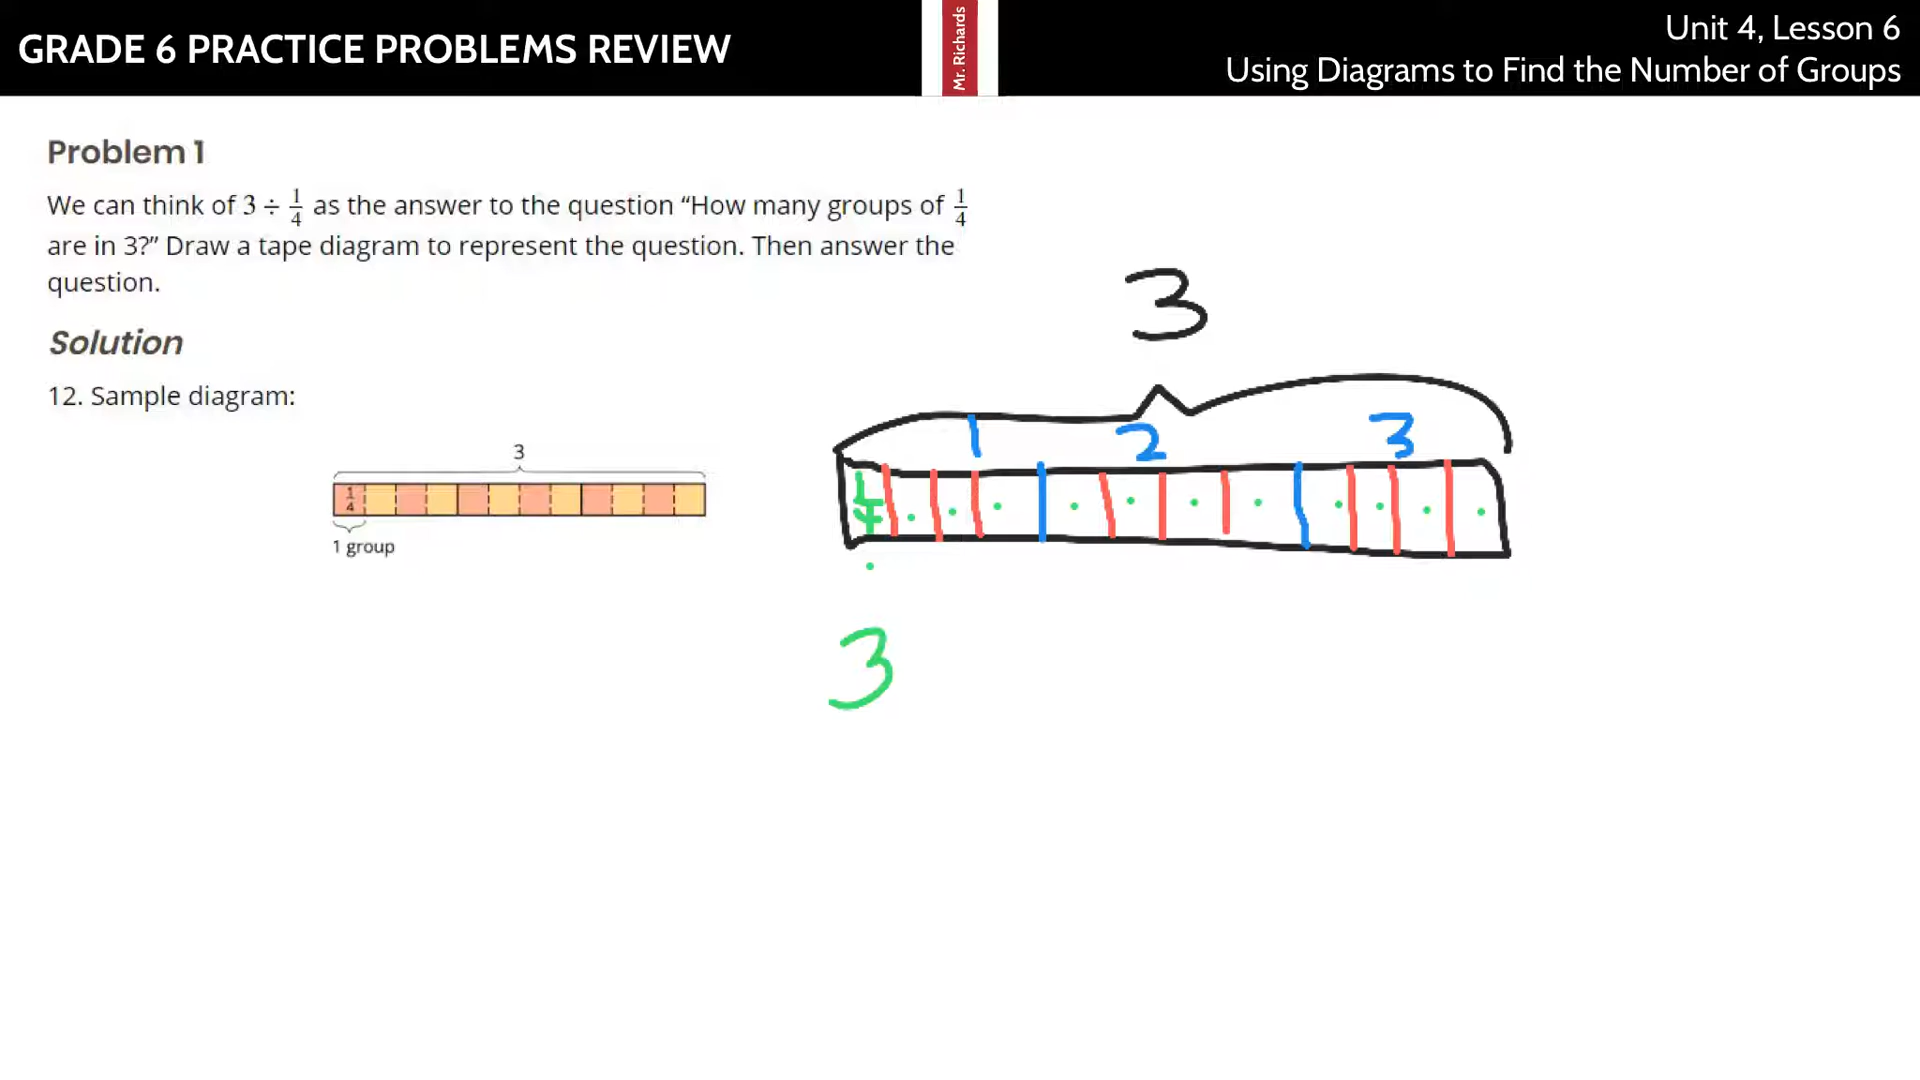 GRADE 6 PRACTICE PROBLEMS REVIEW
Mr. Richards
Unit 4, Lesson 6
Using Diagrams to Find the Number of Groups
Problem 1
We can think of 3 ÷ 1/4 as the answer to the question “How many groups of 1/4
are in 3?” Draw a tape diagram to represent the question. Then answer the
question.
Solution
12. Sample diagram:
3
1/4
1 group
3
1 2 3
1/4
3